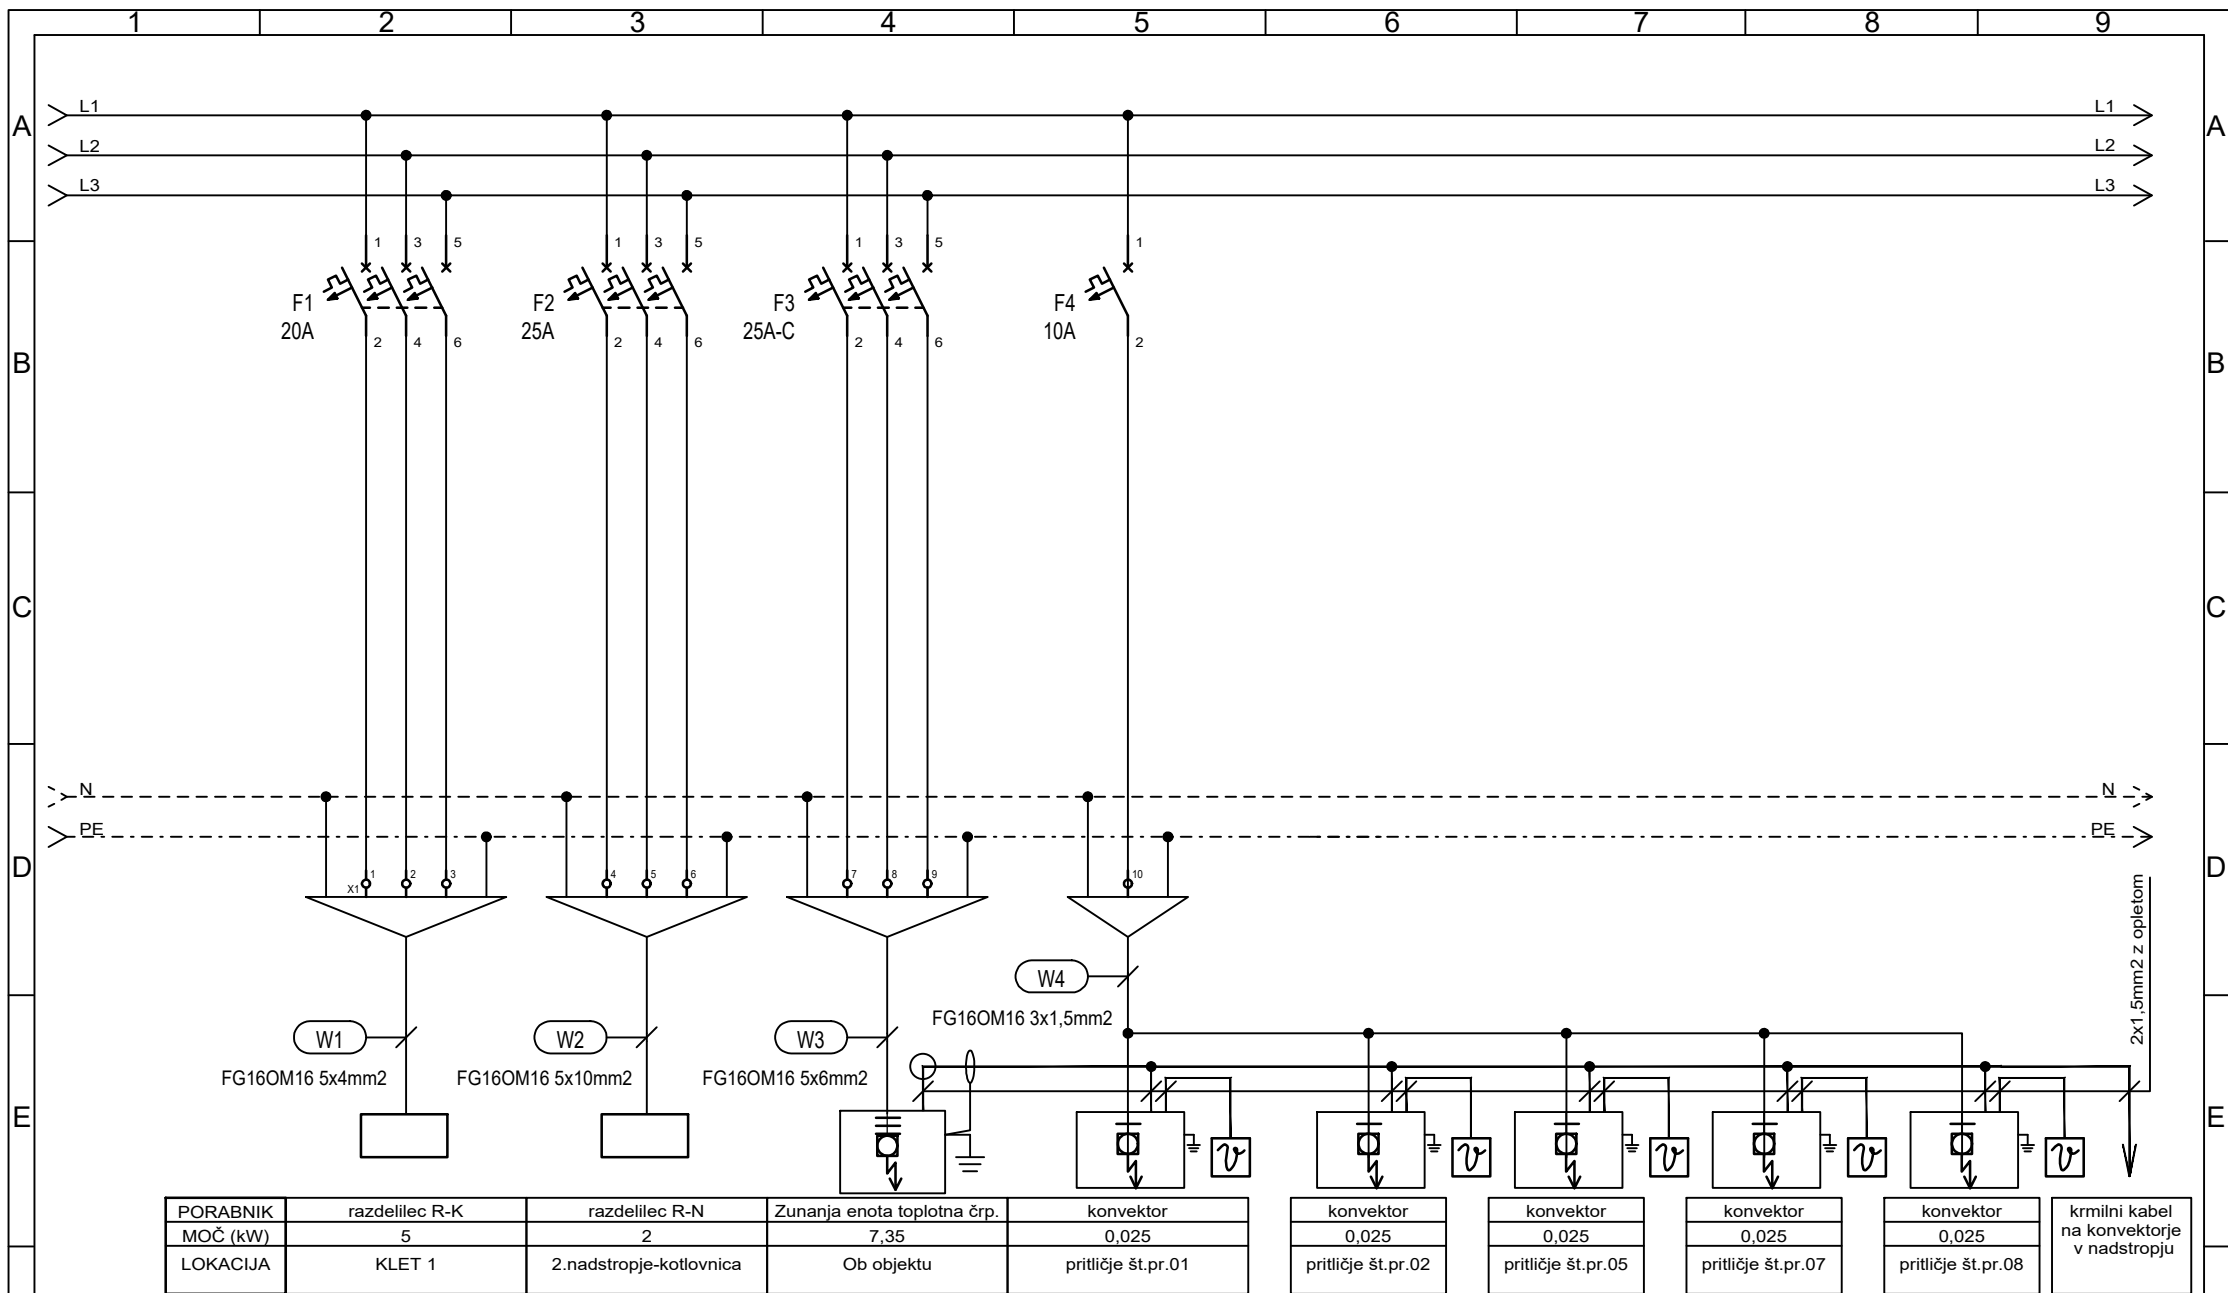 1 2 3 4 5 6 7 8 9
L1 L1
A A
L2 L2
L3 L3
1 3 5 1 3 5 1 3 5 1
F1 F2 F3 F4
20A 25A 25A-C 10A
2 4 6 2 4 6 2 4 6 2
B B
C C
N N
PE PE
D D
X1 1 2 3 4 5 6 7 8 9 10
2x1,5mm2 z opletom
W4
FG16OM16 3x1,5mm2
W1 W2 W3
FG16OM16 5x4mm2 FG16OM16 5x10mm2 FG16OM16 5x6mm2
E E
ϑ ϑ ϑ ϑ ϑ
PORABNIK razdelilec R-K razdelilec R-N Zunanja enota toplotna črp. konvektor konvektor konvektor konvektor konvektor krmilni kabel
MOČ (kW) 5 2 7,35 0,025 0,025 0,025 0,025 0,025 na konvektorje
v nadstropju
LOKACIJA KLET 1 2.nadstropje-kotlovnica Ob objektu pritličje št.pr.01 pritličje št.pr.02 pritličje št.pr.05 pritličje št.pr.07 pritličje št.pr.08